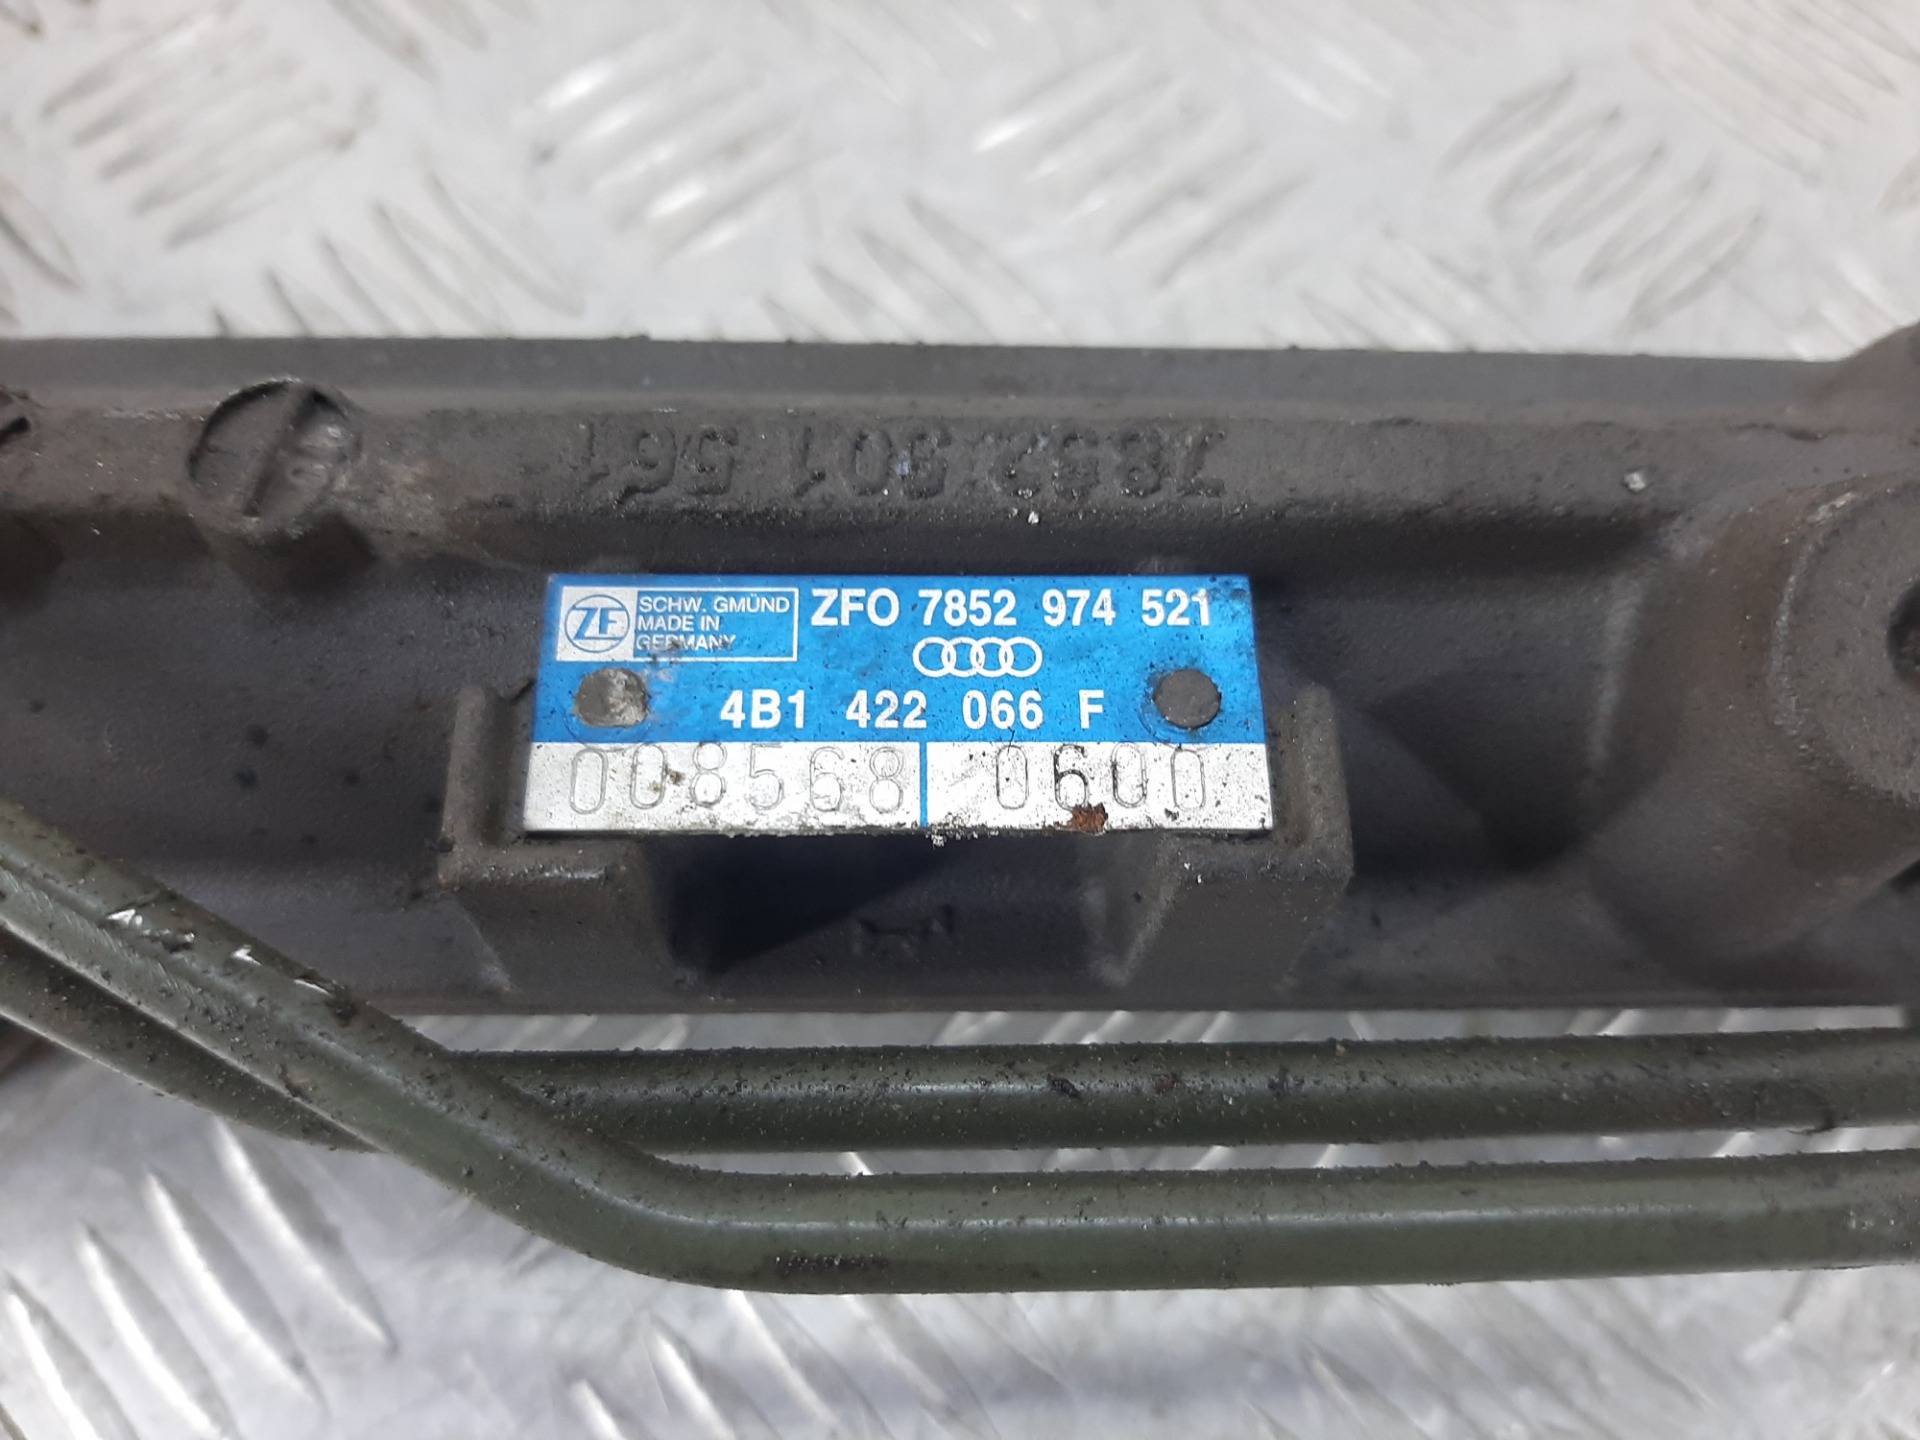 7852 901 561
ZF SCHW. GMÜND
MADE IN
GERMANY
ZFO 7852 974 521
4B1 422 066 F
008568 0600